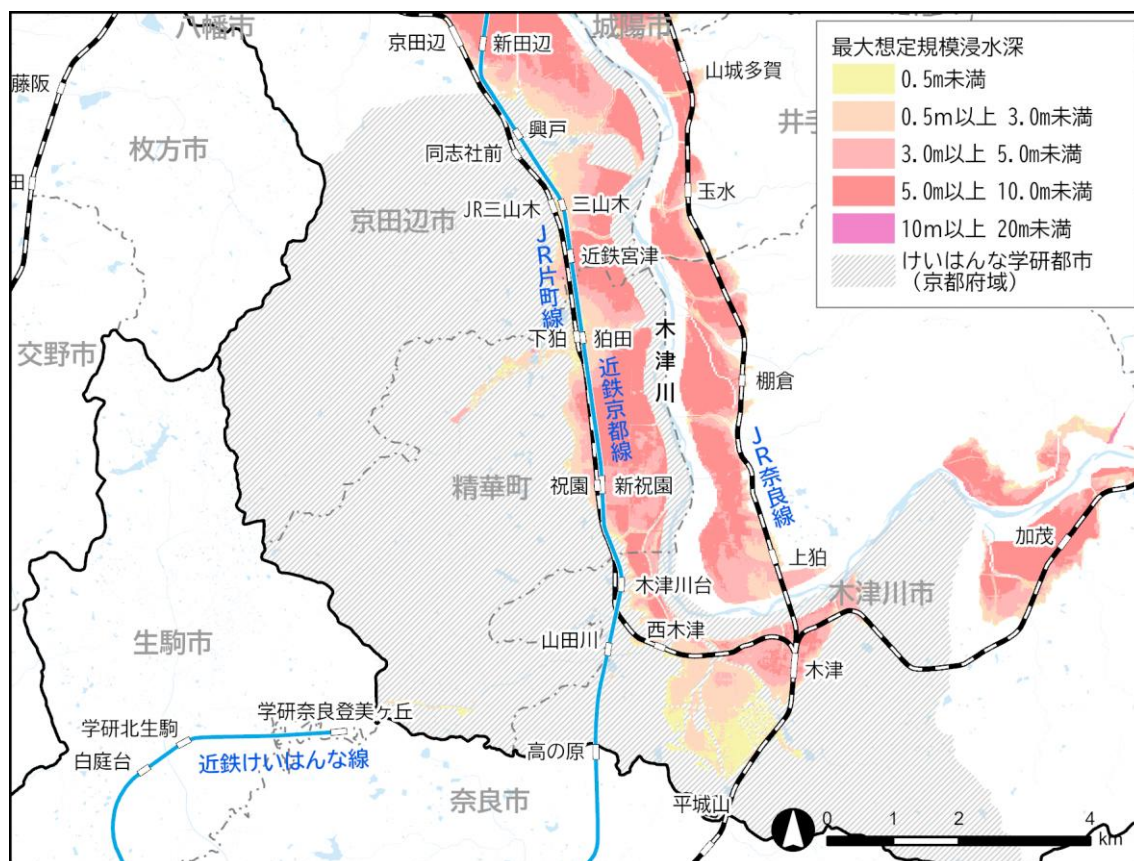 八幡市
京田辺
新田辺
城陽市
藤阪
山城多賀
枚方市
興戸
井手
田
同志社前
京田辺市
JR三山木
三山木
玉水
JR片町線
近鉄宮津
交野市
下狛
狛田
木津川
近鉄京都線
棚倉
JR奈良線
精華町
祝園
新祝園
加茂
上狛
木津川台
木津川市
生駒市
山田川
西木津
木津
学研奈良登美ヶ丘
学研北生駒
白庭台
近鉄けいはんな線
高の原
奈良市
平城山
最大想定規模浸水深
0.5m未満
0.5m以上 3.0m未満
3.0m以上 5.0m未満
5.0m以上 10.0m未満
10m以上 20m未満
けいはんな学研都市
（京都府域）
0 1 2 4
km